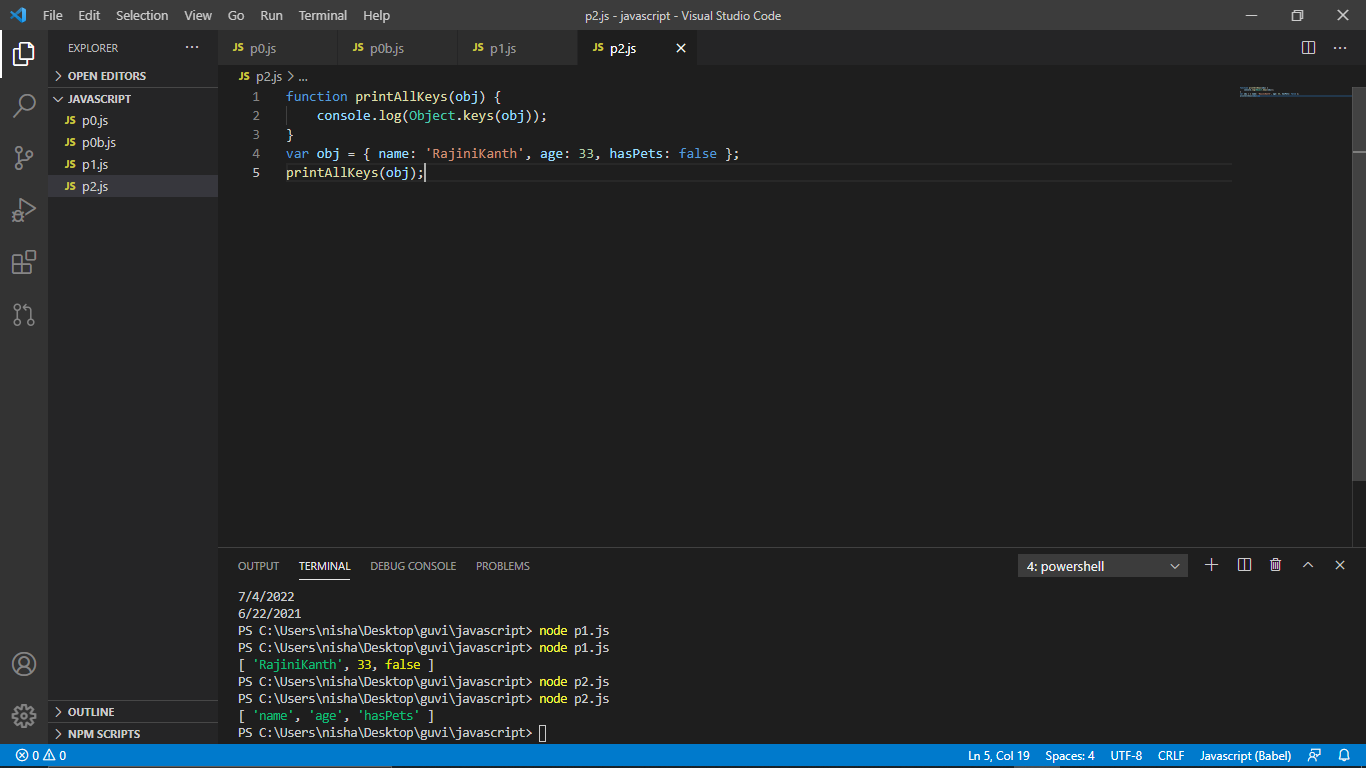 File Edit Selection View Go Run Terminal Help p2.js - javascript - Visual Studio Code
EXPLORER ...
JS p0.js JS p0b.js JS p1.js JS p2.js
OPEN EDITORS
JS p2.js > ...
JAVASCRIPT
JS p0.js
JS p0b.js
JS p1.js
JS p2.js
1 function printAllKeys(obj) {
2 console.log(Object.keys(obj));
3 }
4 var obj = { name: 'RajiniKanth', age: 33, hasPets: false };
5 printAllKeys(obj);
OUTPUT TERMINAL DEBUG CONSOLE PROBLEMS 4: powershell
7/4/2022
6/22/2021
PS C:\Users\nisha\Desktop\guvi\javascript> node p1.js
PS C:\Users\nisha\Desktop\guvi\javascript> node p1.js
[ 'RajiniKanth', 33, false ]
PS C:\Users\nisha\Desktop\guvi\javascript> node p2.js
PS C:\Users\nisha\Desktop\guvi\javascript> node p2.js
[ 'name', 'age', 'hasPets' ]
PS C:\Users\nisha\Desktop\guvi\javascript>
OUTLINE
NPM SCRIPTS
0 0 Ln 5, Col 19 Spaces: 4 UTF-8 CRLF Javascript (Babel)